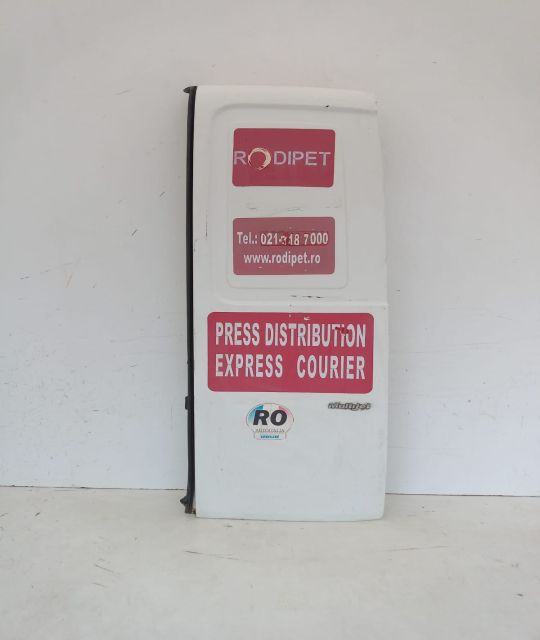 RODIPET
Tel.: 021-318 7000
www.rodipet.ro
PRESS DISTRIBUTION
EXPRESS COURIER
Multijet
RO